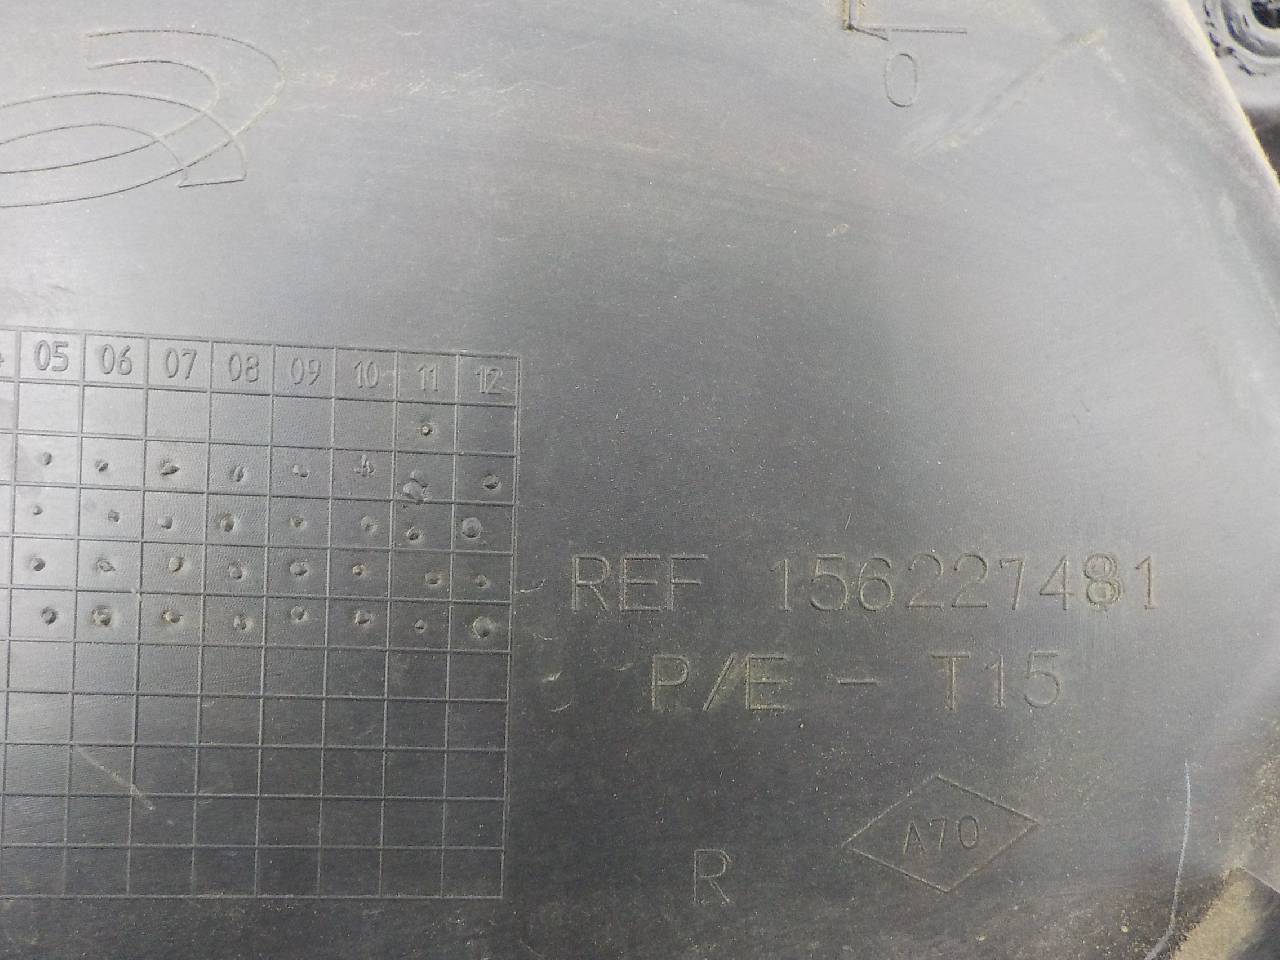 0
05 06 07 08 09 10 11 12
REF 156227481
P/E - T15
A70
R